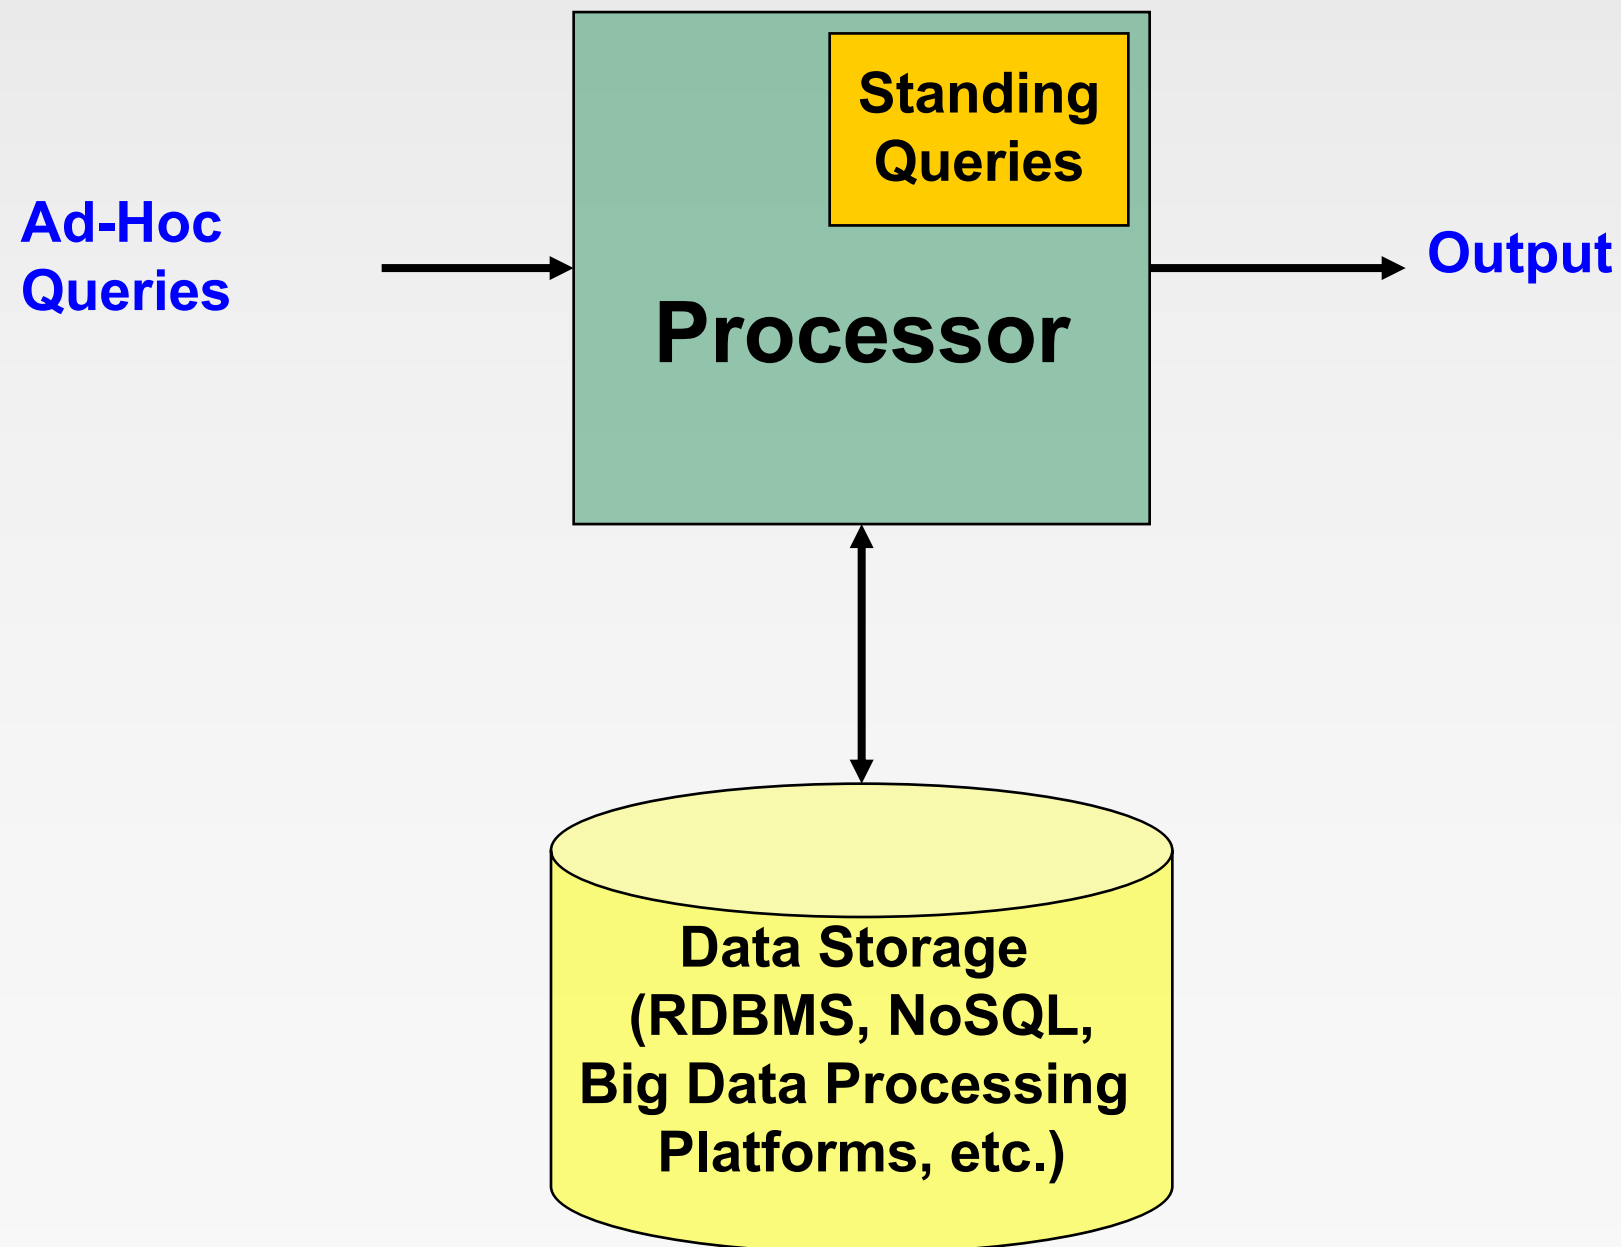 Standing
Queries
Ad-Hoc
Queries
Output
Processor
Data Storage
(RDBMS, NoSQL,
Big Data Processing
Platforms, etc.)